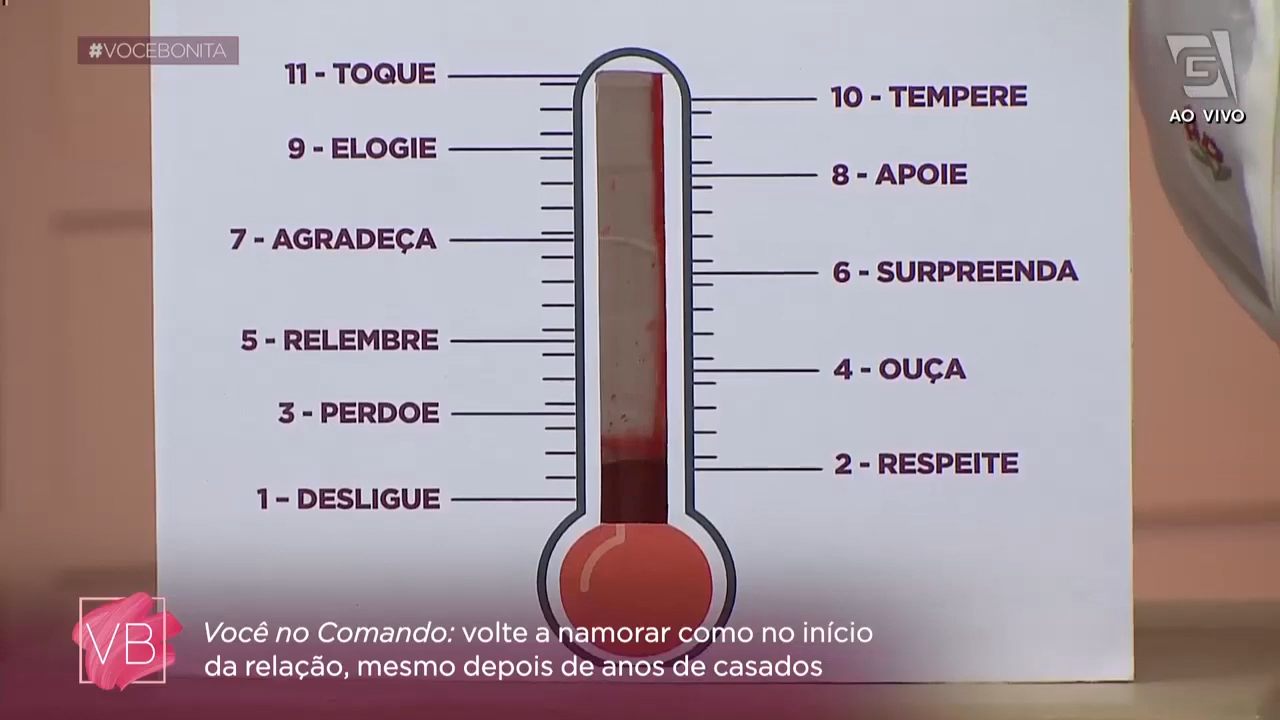 #VOCEBONITA
G
AO VIVO
11 - TOQUE
10 - TEMPERE
9 - ELOGIE
8 - APOIE
7 - AGRADEÇA
6 - SURPREENDA
5 - RELEMBRE
4 - OUÇA
3 - PERDOE
2 - RESPEITE
1 - DESLIGUE
VB
Você no Comando: volte a namorar como no início
da relação, mesmo depois de anos de casados